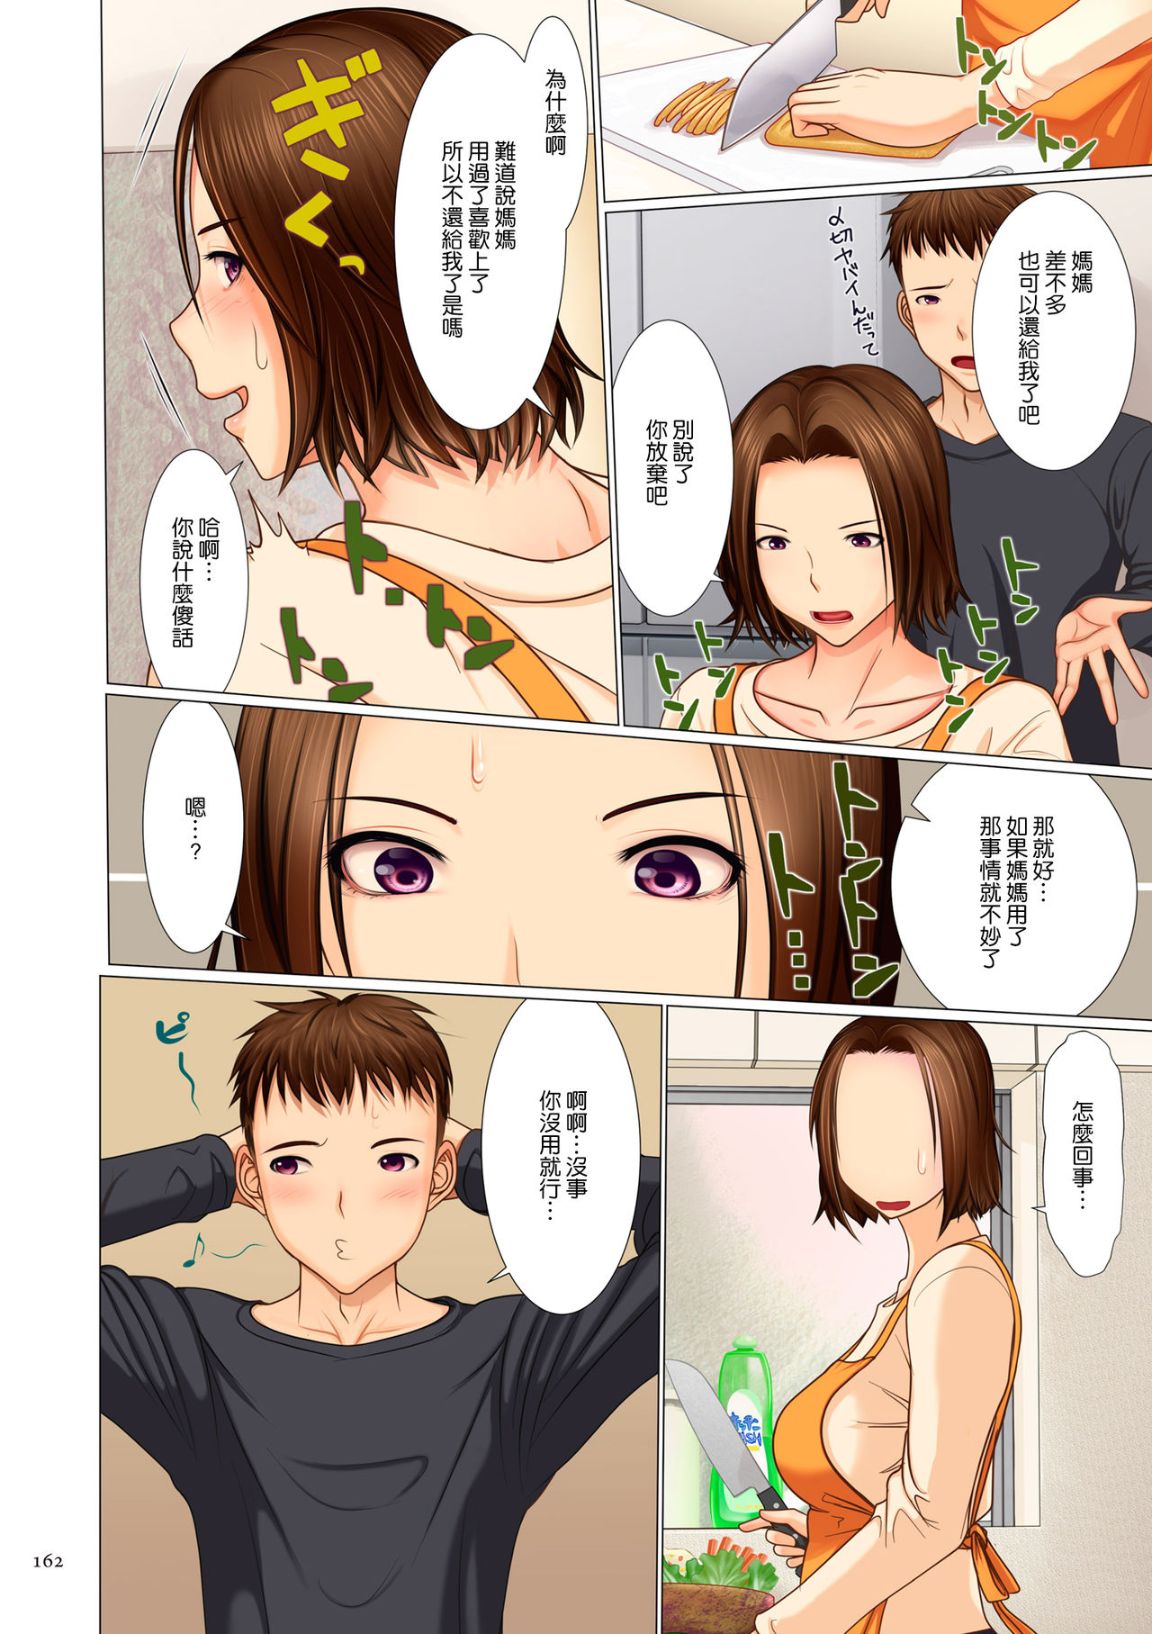 トン
トントン
媽媽
差不多
也可以還給我了吧
〆切ヤバイんだって
別說了
你放棄吧
トン
トン
トン
トン
為什麼啊
難道說媽媽
用過了喜歡上了
所以不還給我了是嗎
ギくっ
哈啊…
你說什麼傻話
ト…
トン
トン
那就好…
如果媽媽用了
那事情就不妙了
トン
ト…
トン
嗯…?
怎麼回事…
啊啊…沒事
你沒用就行…
ピ〜
♪〜
162